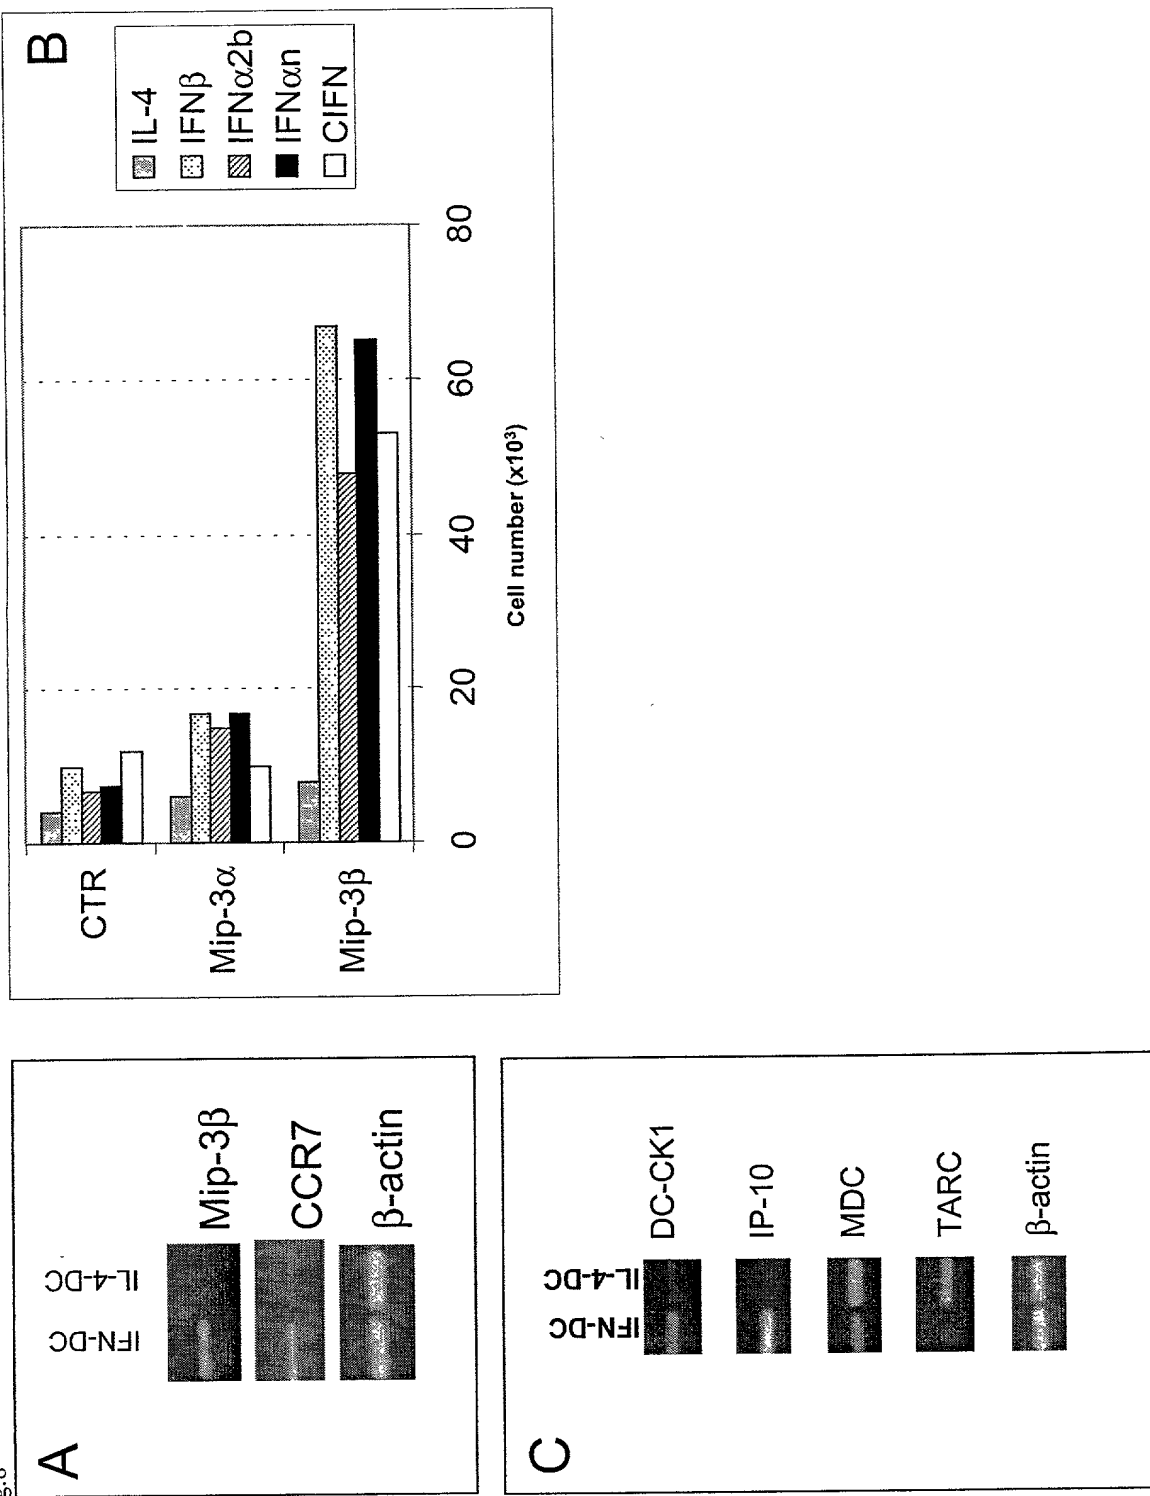 A
IFN-DC
IL-4-DC
Mip-3β
CCR7
β-actin
B
CTR
Mip-3α
Mip-3β
0
20
40
60
80
Cell number (x10³)
IL-4
IFNβ
IFNα2b
IFNαn
CIFN
C
IFN-DC
IL-4-DC
DC-CK1
IP-10
MDC
TARC
β-actin